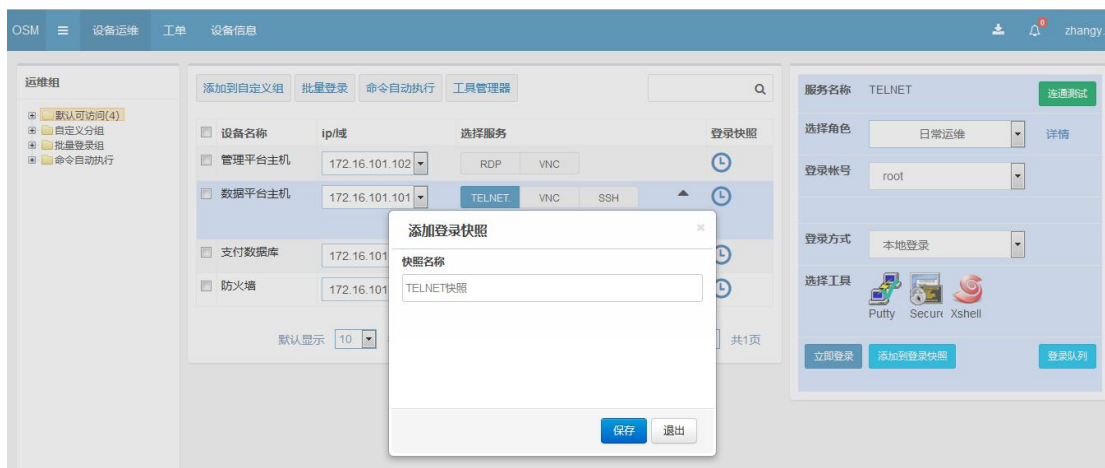 OSM 设备运维 工单 设备信息 0 zhangy.
运维组
默认可访问(4)
自定义分组
批量登录组
命令自动执行
添加到自定义组 批量登录 命令自动执行 工具管理器
设备名称 ip/域 选择服务 登录快照
管理平台主机 172.16.101.102 RDP VNC
数据平台主机 172.16.101.101 TELNET VNC SSH
支付数据库 172.16.101
防火墙 172.16.101
默认显示 10 共1页
添加登录快照 ×
快照名称
TELNET快照
保存 退出
服务名称 TELNET 连通测试
选择角色 日常运维 详情
登录帐号 root
登录方式 本地登录
选择工具
Putty Secure Xshell
立即登录 添加到登录快照 登录队列